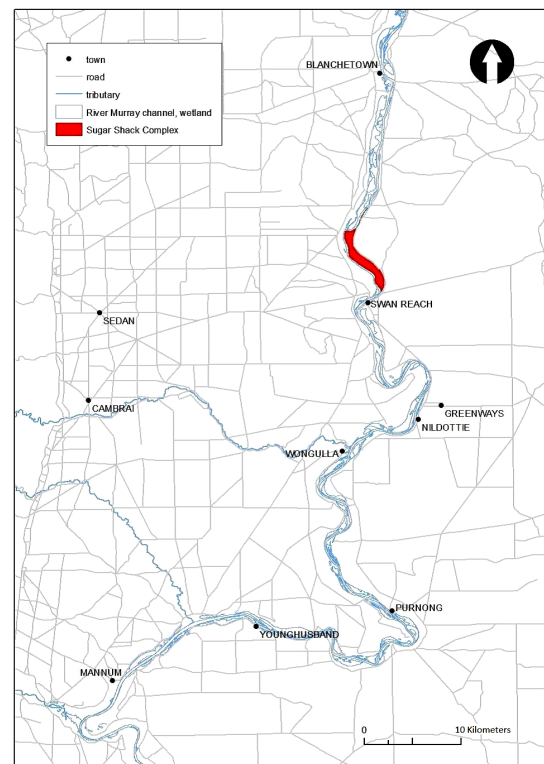 BLANCHETOWN
town
road
tributary
River Murray channel, wetland
Sugar Shack Complex
SWAN REACH
SEDAN
CAMBRAI
GREENWAYS
NILDOTTIE
WONGULLA
PURNONG
YOUNGHUSBAND
MANNUM
0 10 Kilometers